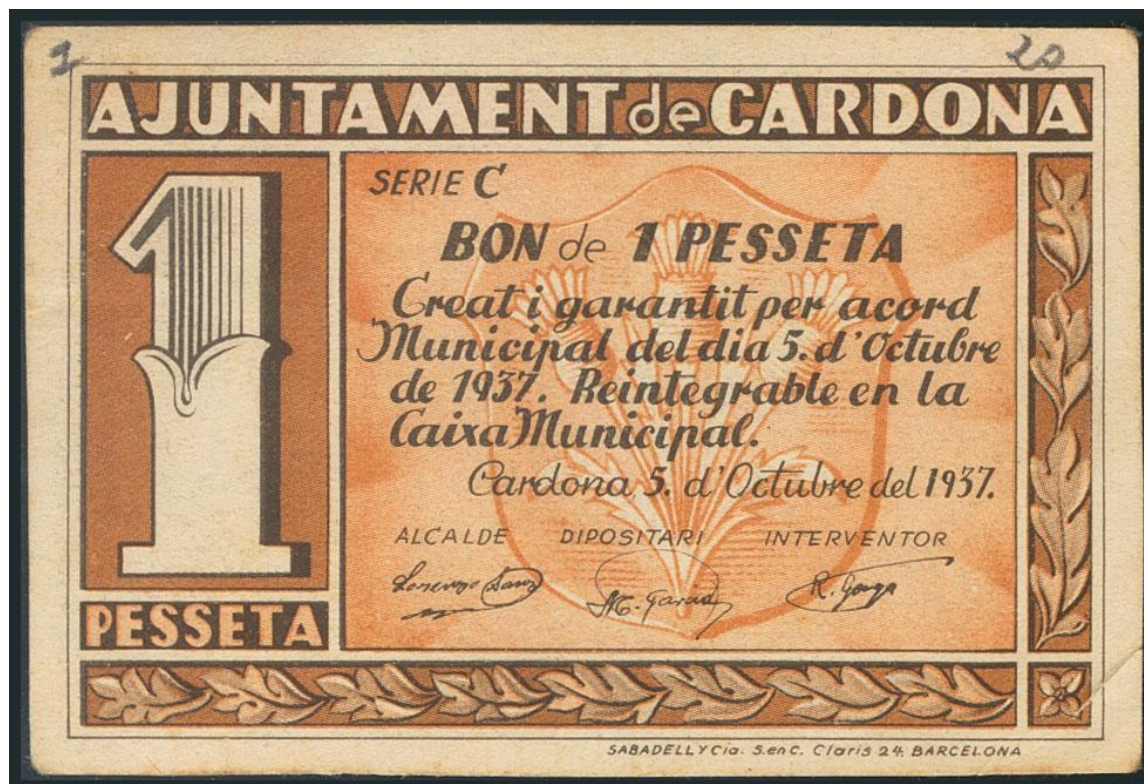 AJUNTAMENT de CARDONA
SERIE C
BON de 1 PESSETA
Creat i garantit per acord
Municipal del dia 5. d'Octubre
de 1937. Reintegrable en la
Caixa Municipal.
Cardona, 5. d'Octubre del 1937.
ALCALDE DIPOSITARI INTERVENTOR
Lorenzo Sanz
1
PESSETA
SABADELL Y Cia. S. en C. Claris 24. BARCELONA